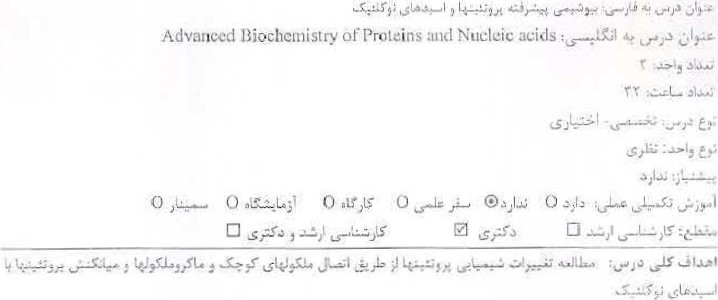 عنوان درس به فارسی: بیوشیمی پیشرفته پروتئینها و اسیدهای نوکلئیک
عنوان درس به انگلیسی: Advanced Biochemistry of Proteins and Nucleic acids
تعداد واحد: ۲
تعداد ساعت: ۳۲
نوع درس: تخصصی- اختیاری
نوع واحد: نظری
پیشنیاز: ندارد
آموزش تکمیلی عملی: دارد O ندارد ◉ سفر علمی O کارگاه O آزمایشگاه O سمینار O
مقطع: کارشناسی ارشد ☐ دکتری ☑ کارشناسی ارشد و دکتری ☐
اهداف کلی درس: مطالعه تغییرات شیمیایی پروتئینها از طریق اتصال ملکولهای کوچک و ماکروملکولها و میانکنش پروتئینها با
اسیدهای نوکلئیک